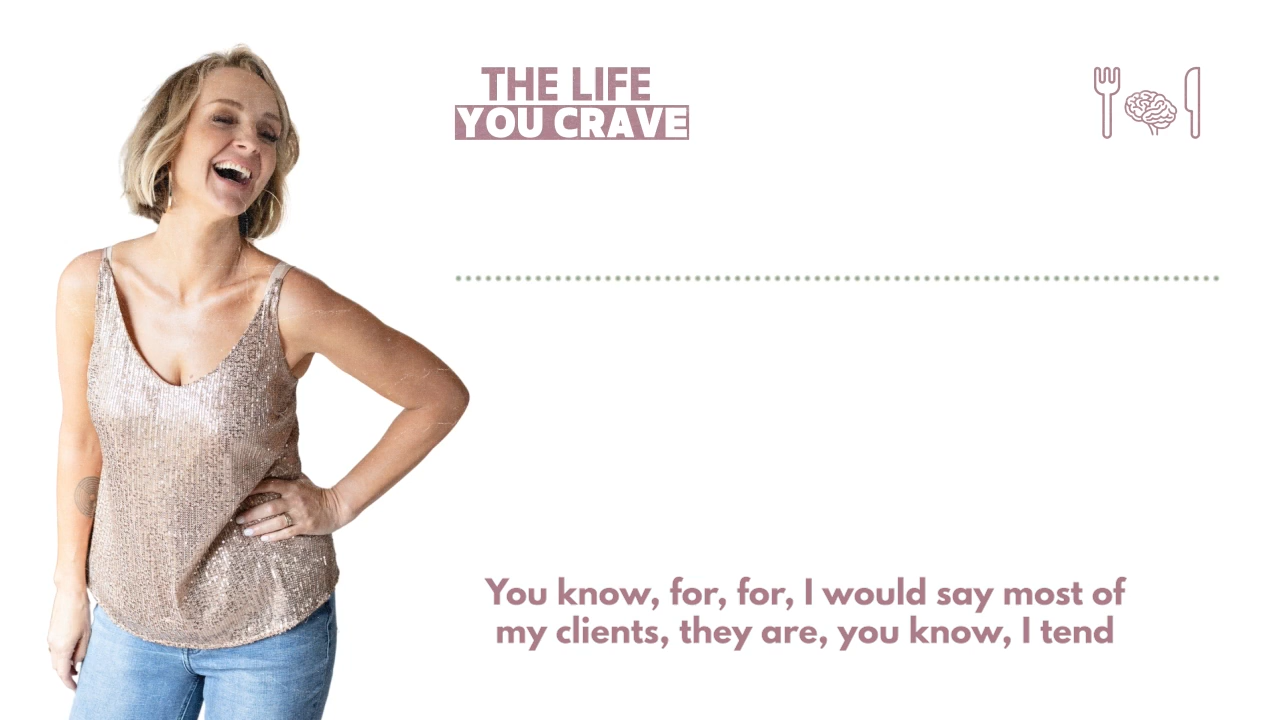 THE LIFE
YOU CRAVE
You know, for, for, I would say most of
my clients, they are, you know, I tend